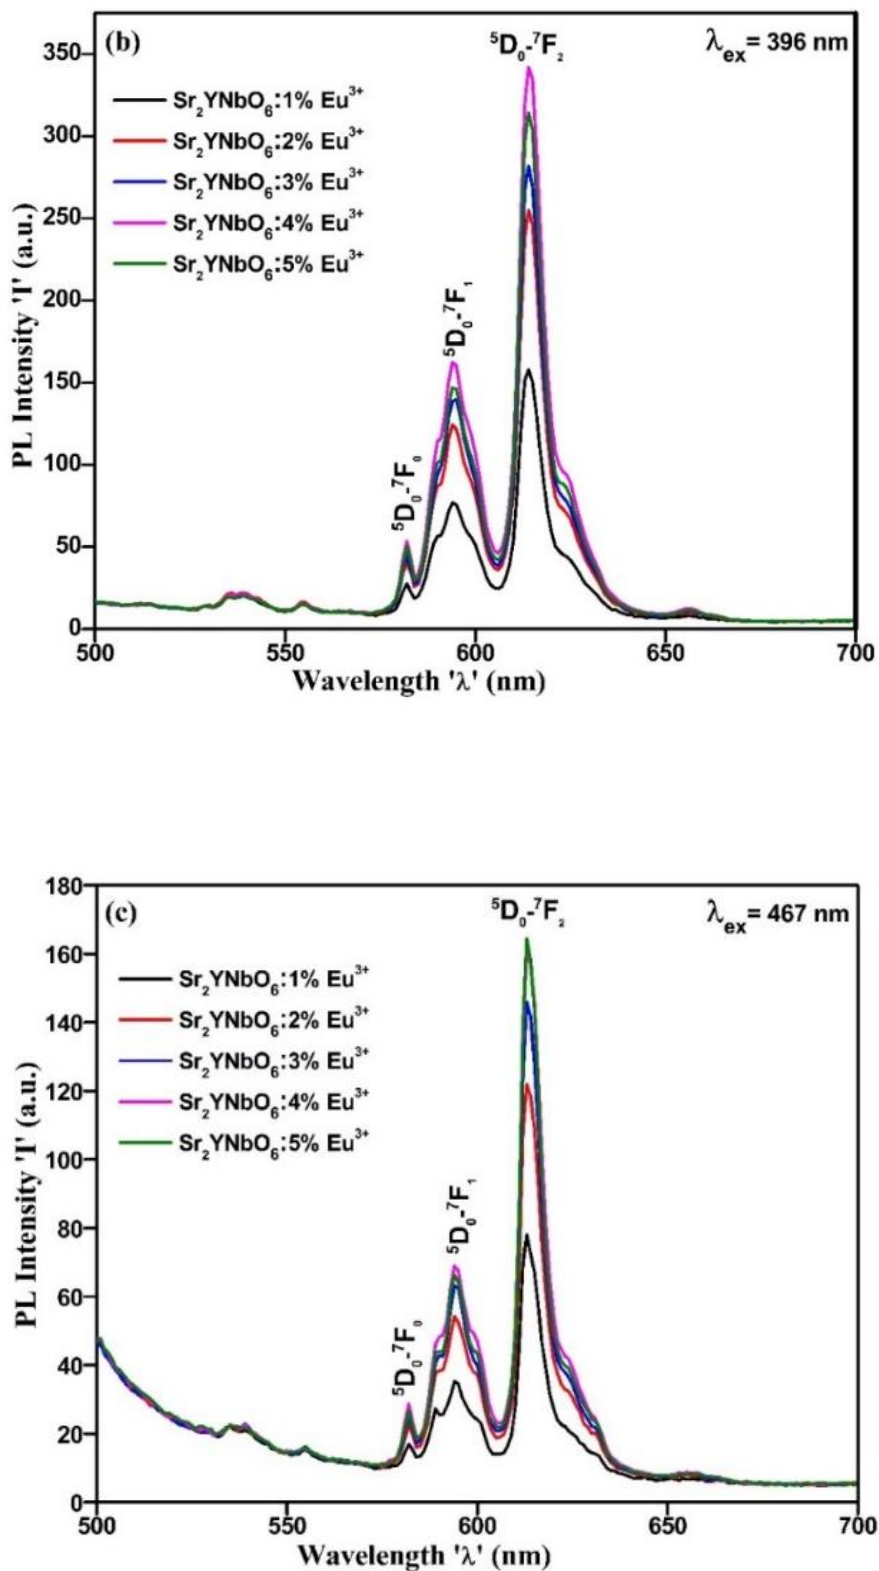 (b)
⁵D₀-⁷F₂
λex= 396 nm
Sr₂YNbO₆:1% Eu³⁺
Sr₂YNbO₆:2% Eu³⁺
Sr₂YNbO₆:3% Eu³⁺
Sr₂YNbO₆:4% Eu³⁺
Sr₂YNbO₆:5% Eu³⁺
⁵D₀-⁷F₁
⁵D₀-⁷F₀
PL Intensity 'I' (a.u.)
350
300
250
200
150
100
50
0
500 550 600 650 700
Wavelength 'λ' (nm)
(c)
⁵D₀-⁷F₂
λex= 467 nm
Sr₂YNbO₆:1% Eu³⁺
Sr₂YNbO₆:2% Eu³⁺
Sr₂YNbO₆:3% Eu³⁺
Sr₂YNbO₆:4% Eu³⁺
Sr₂YNbO₆:5% Eu³⁺
⁵D₀-⁷F₁
⁵D₀-⁷F₀
PL Intensity 'I' (a.u.)
180
160
140
120
100
80
60
40
20
0
500 550 600 650 700
Wavelength 'λ' (nm)